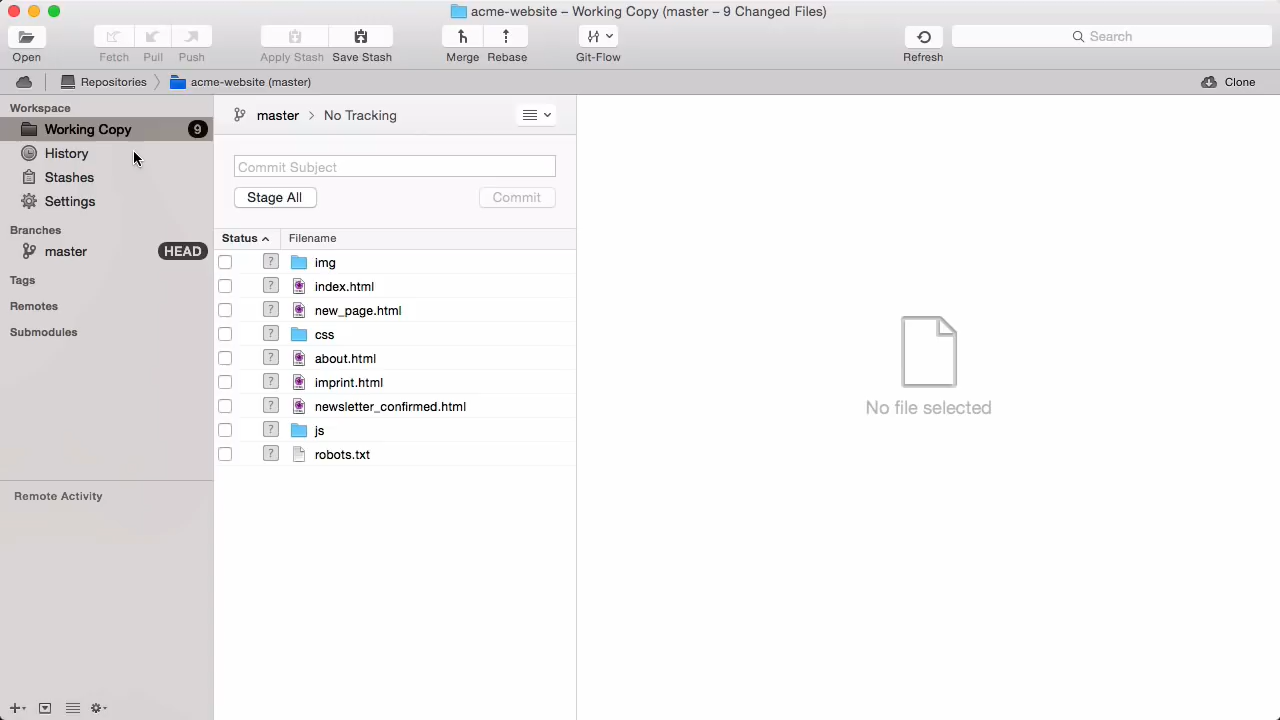 acme-website – Working Copy (master – 9 Changed Files)
Open
Fetch Pull Push
Apply Stash Save Stash
Merge Rebase
Git-Flow
Refresh
Search
Repositories
acme-website (master)
Clone
Workspace
Working Copy 9
History
Stashes
Settings
Branches
master HEAD
Tags
Remotes
Submodules
Remote Activity
master > No Tracking
Commit Subject
Stage All
Commit
Status Filename
? img
? index.html
? new_page.html
? css
? about.html
? imprint.html
? newsletter_confirmed.html
? js
? robots.txt
No file selected